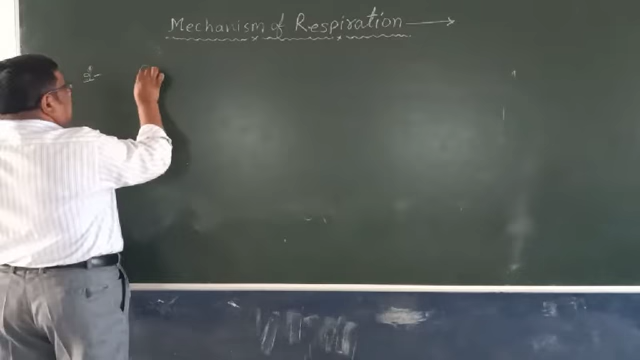 Mechanism of Respiration →